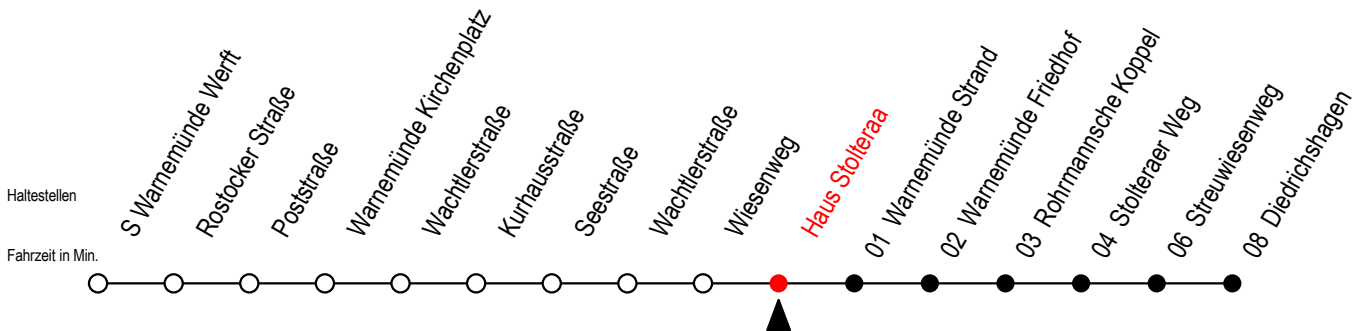 Haltestellen
Fahrzeit in Min.
S Warnemünde Werft
Rostocker Straße
Poststraße
Warnemünde Kirchenplatz
Wachtlerstraße
Kurhausstraße
Seestraße
Wachtlerstraße
Wiesenweg
Haus Stolteraa
01 Warnemünde Strand
02 Warnemünde Friedhof
03 Rohrmannsche Koppel
04 Stolteraer Weg
06 Streuwiesenweg
08 Diedrichshagen